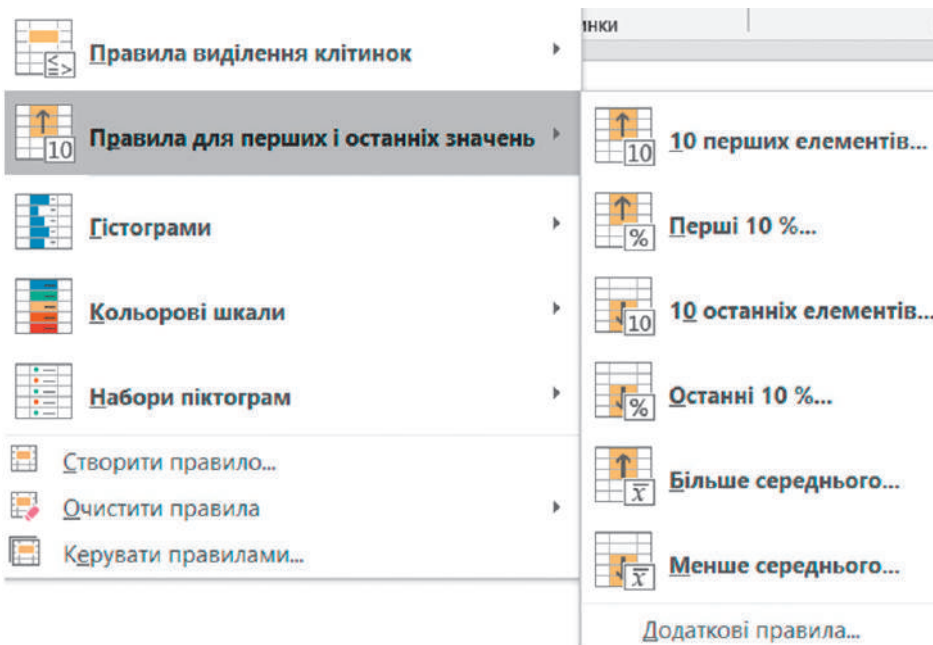 инки
Правила виділення клітинок
Правила для перших і останніх значень
Гістограми
Кольорові шкали
Набори піктограм
Створити правило...
Очистити правила
Керувати правилами...
10 перших елементів...
Перші 10 %...
10 останніх елементів...
Останні 10 %...
Більше середнього...
Менше середнього...
Додаткові правила...